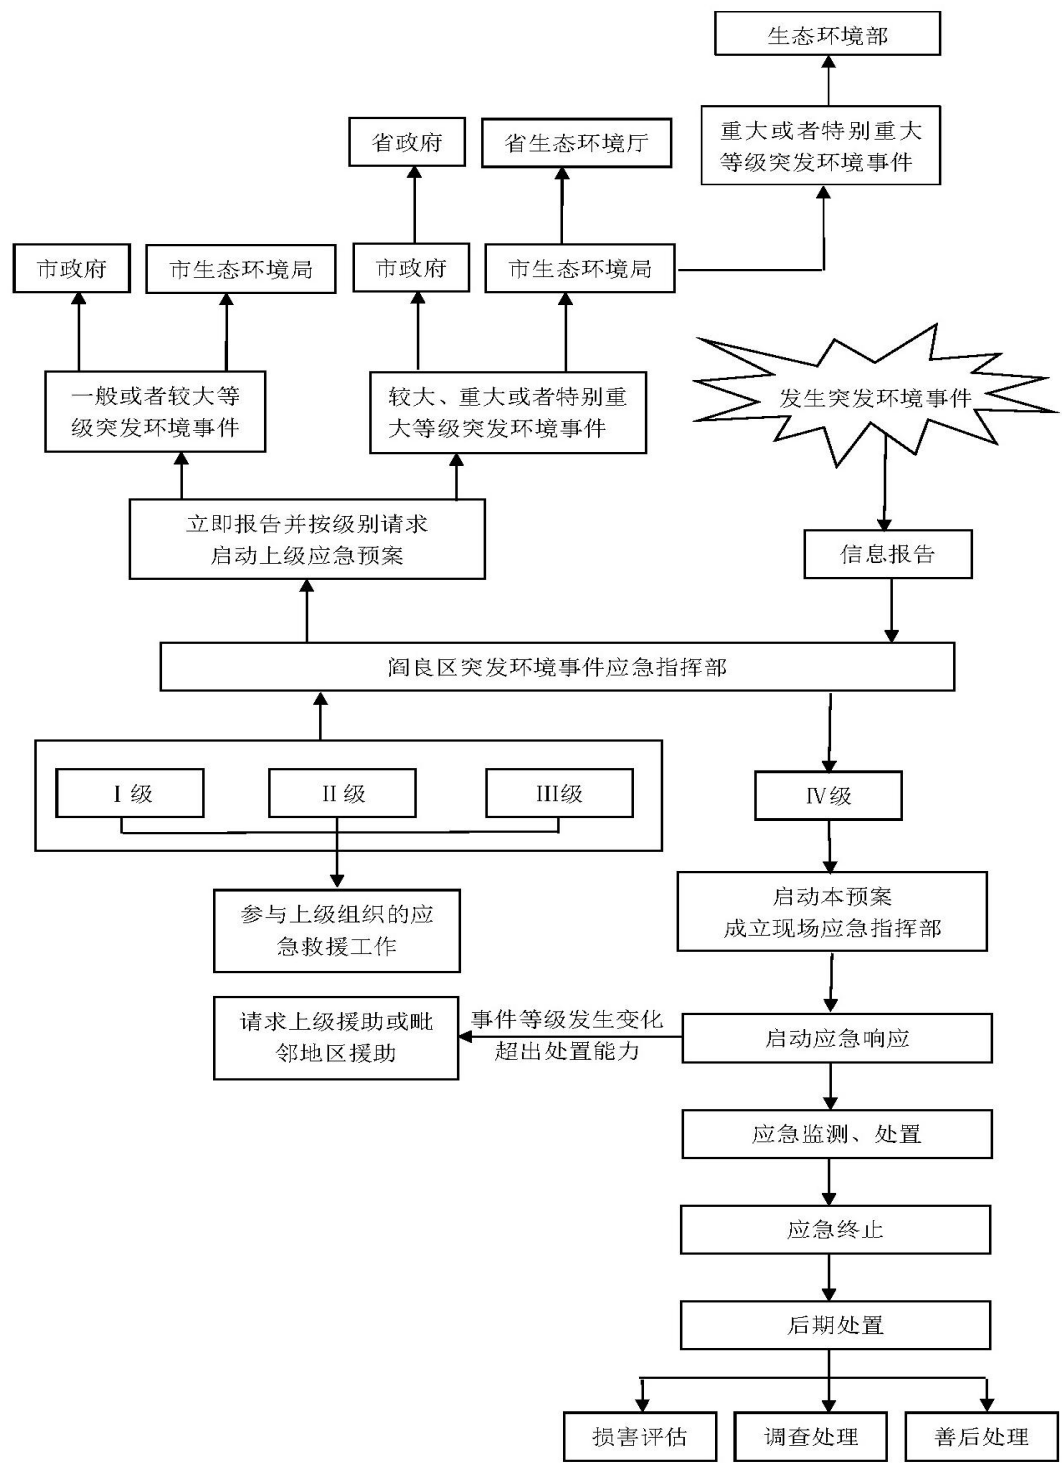 生态环境部
重大或者特别重大
等级突发环境事件
省政府
省生态环境厅
市政府
市生态环境局
市政府
市生态环境局
一般或者较大等
级突发环境事件
较大、重大或者特别重
大等级突发环境事件
发生突发环境事件
立即报告并按级别请求
启动上级应急预案
信息报告
阎良区突发环境事件应急指挥部
I 级
II 级
III级
IV级
参与上级组织的应
急救援工作
启动本预案
成立现场应急指挥部
请求上级援助或毗
邻地区援助
事件等级发生变化
超出处置能力
启动应急响应
应急监测、处置
应急终止
后期处置
损害评估
调查处理
善后处理